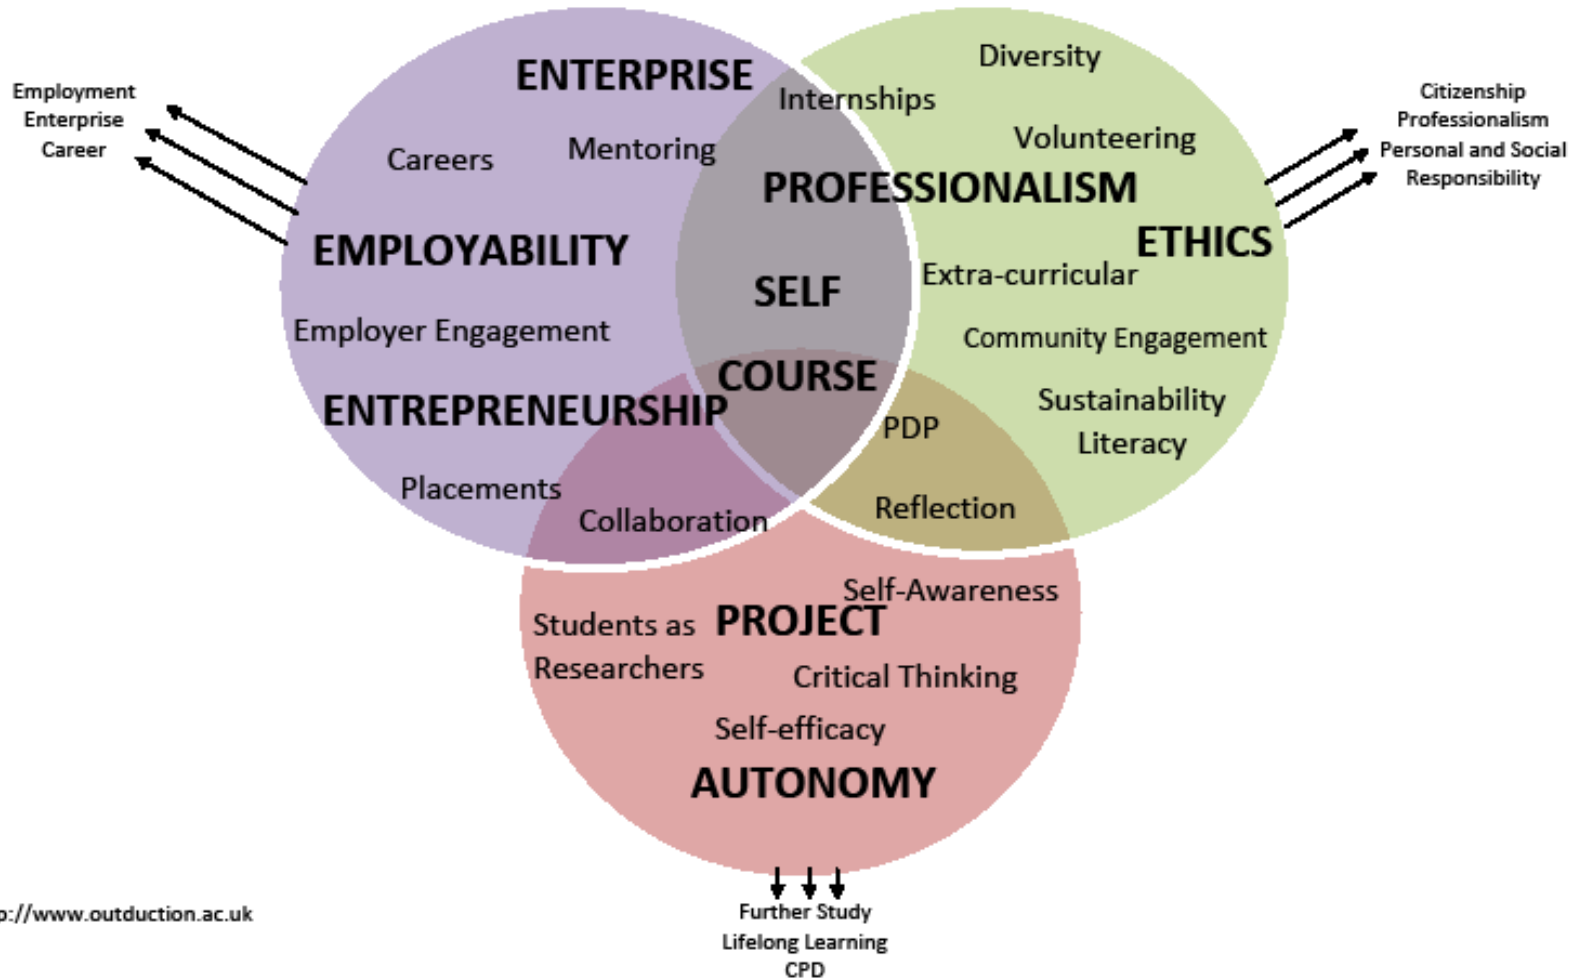 Employment
Enterprise
Career
ENTERPRISE
Careers
Mentoring
EMPLOYABILITY
Employer Engagement
ENTREPRENEURSHIP
Placements
Collaboration
Internships
Diversity
Volunteering
PROFESSIONALISM
ETHICS
SELF
Extra-curricular
Community Engagement
COURSE
Sustainability
Literacy
PDP
Reflection
Citizenship
Professionalism
Personal and Social
Responsibility
Self-Awareness
Students as
Researchers
PROJECT
Critical Thinking
Self-efficacy
AUTONOMY
Further Study
Lifelong Learning
CPD
p://www.outduction.ac.uk